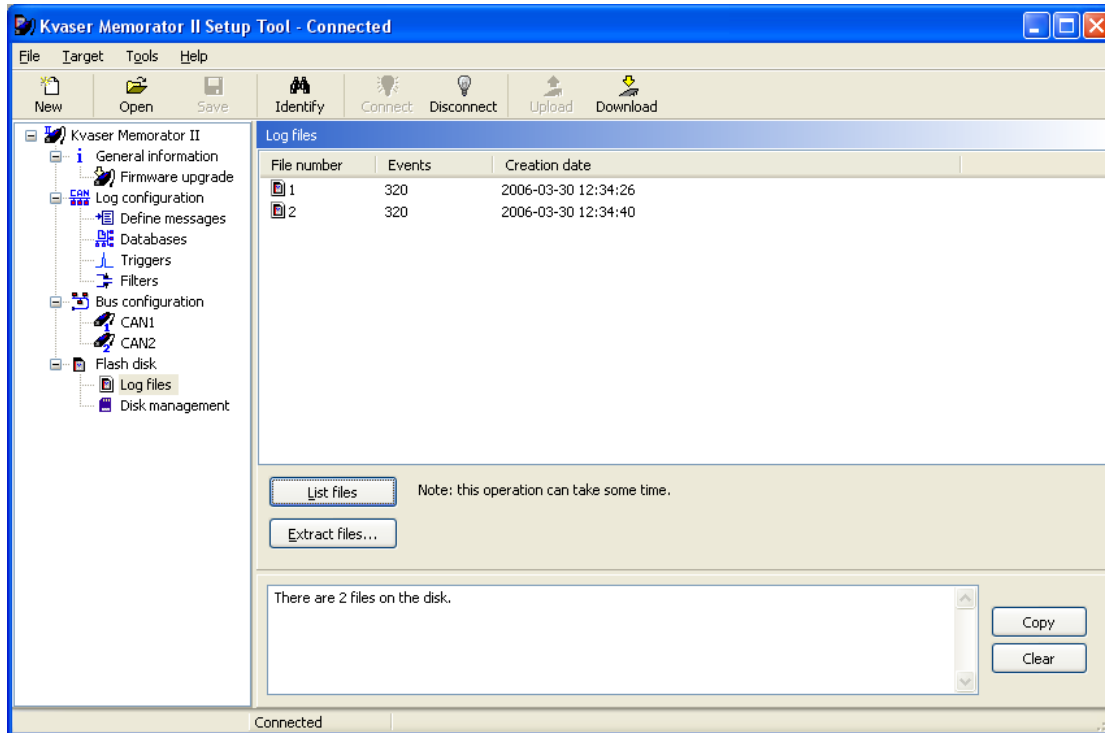 Kvaser Memorator II Setup Tool - Connected
File Target Tools Help
New Open Save Identify Connect Disconnect Upload Download
Kvaser Memorator II
General information
Firmware upgrade
CAN Log configuration
Define messages
Databases
Triggers
Filters
Bus configuration
1 CAN1
2 CAN2
Flash disk
Log files
Disk management
Log files
File number Events Creation date
1 320 2006-03-30 12:34:26
2 320 2006-03-30 12:34:40
List files Note: this operation can take some time.
Extract files...
There are 2 files on the disk.
Copy
Clear
Connected